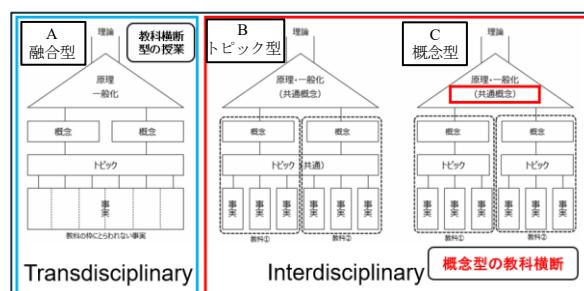 A
融合型
教科横断
型の授業
理論
原理
一般化
概念
概念
トピック
事実
教科の枠にとらわれない事実
Transdisciplinary
B
トピック型
理論
原理・一般化
(共通概念)
概念
概念
トピック(共通)
事実
事実
事実
事実
事実
事実
教科①
教科②
C
概念型
理論
原理・一般化
(共通概念)
概念
概念
トピック
トピック
事実
事実
事実
事実
事実
事実
教科①
教科②
Interdisciplinary
概念型の教科横断